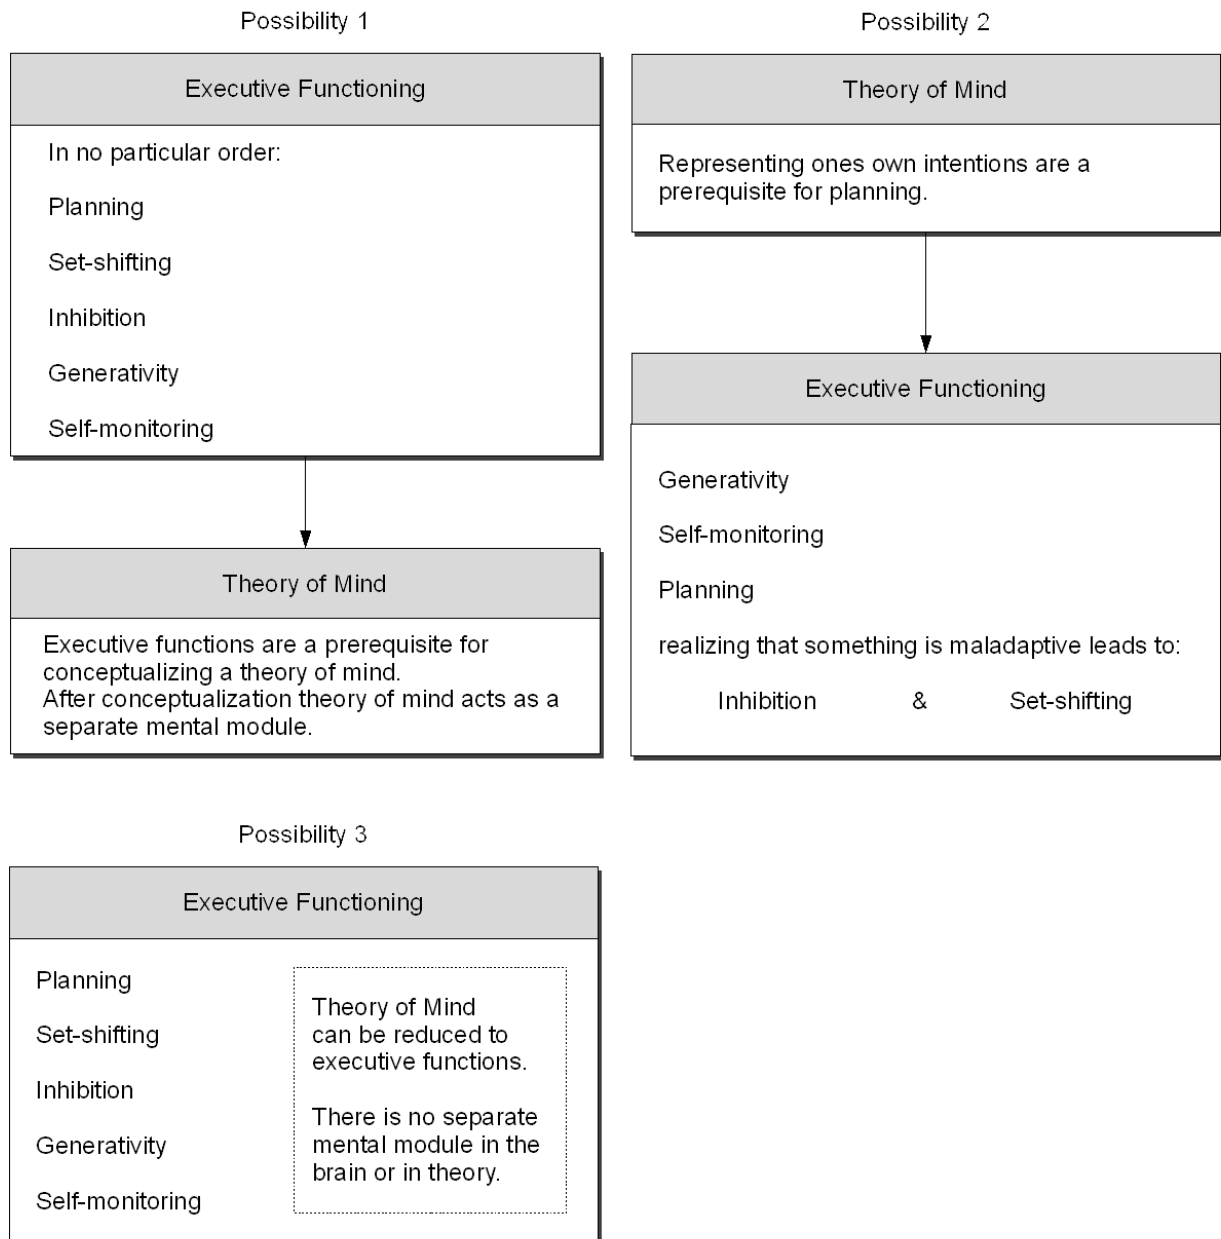 Possibility 1
Executive Functioning
In no particular order:
Planning
Set-shifting
Inhibition
Generativity
Self-monitoring
Theory of Mind
Executive functions are a prerequisite for
conceptualizing a theory of mind.
After conceptualization theory of mind acts as a
separate mental module.
Possibility 2
Theory of Mind
Representing ones own intentions are a
prerequisite for planning.
Executive Functioning
Generativity
Self-monitoring
Planning
realizing that something is maladaptive leads to:
Inhibition & Set-shifting
Possibility 3
Executive Functioning
Planning
Set-shifting
Inhibition
Generativity
Self-monitoring
Theory of Mind
can be reduced to
executive functions.
There is no separate
mental module in the
brain or in theory.